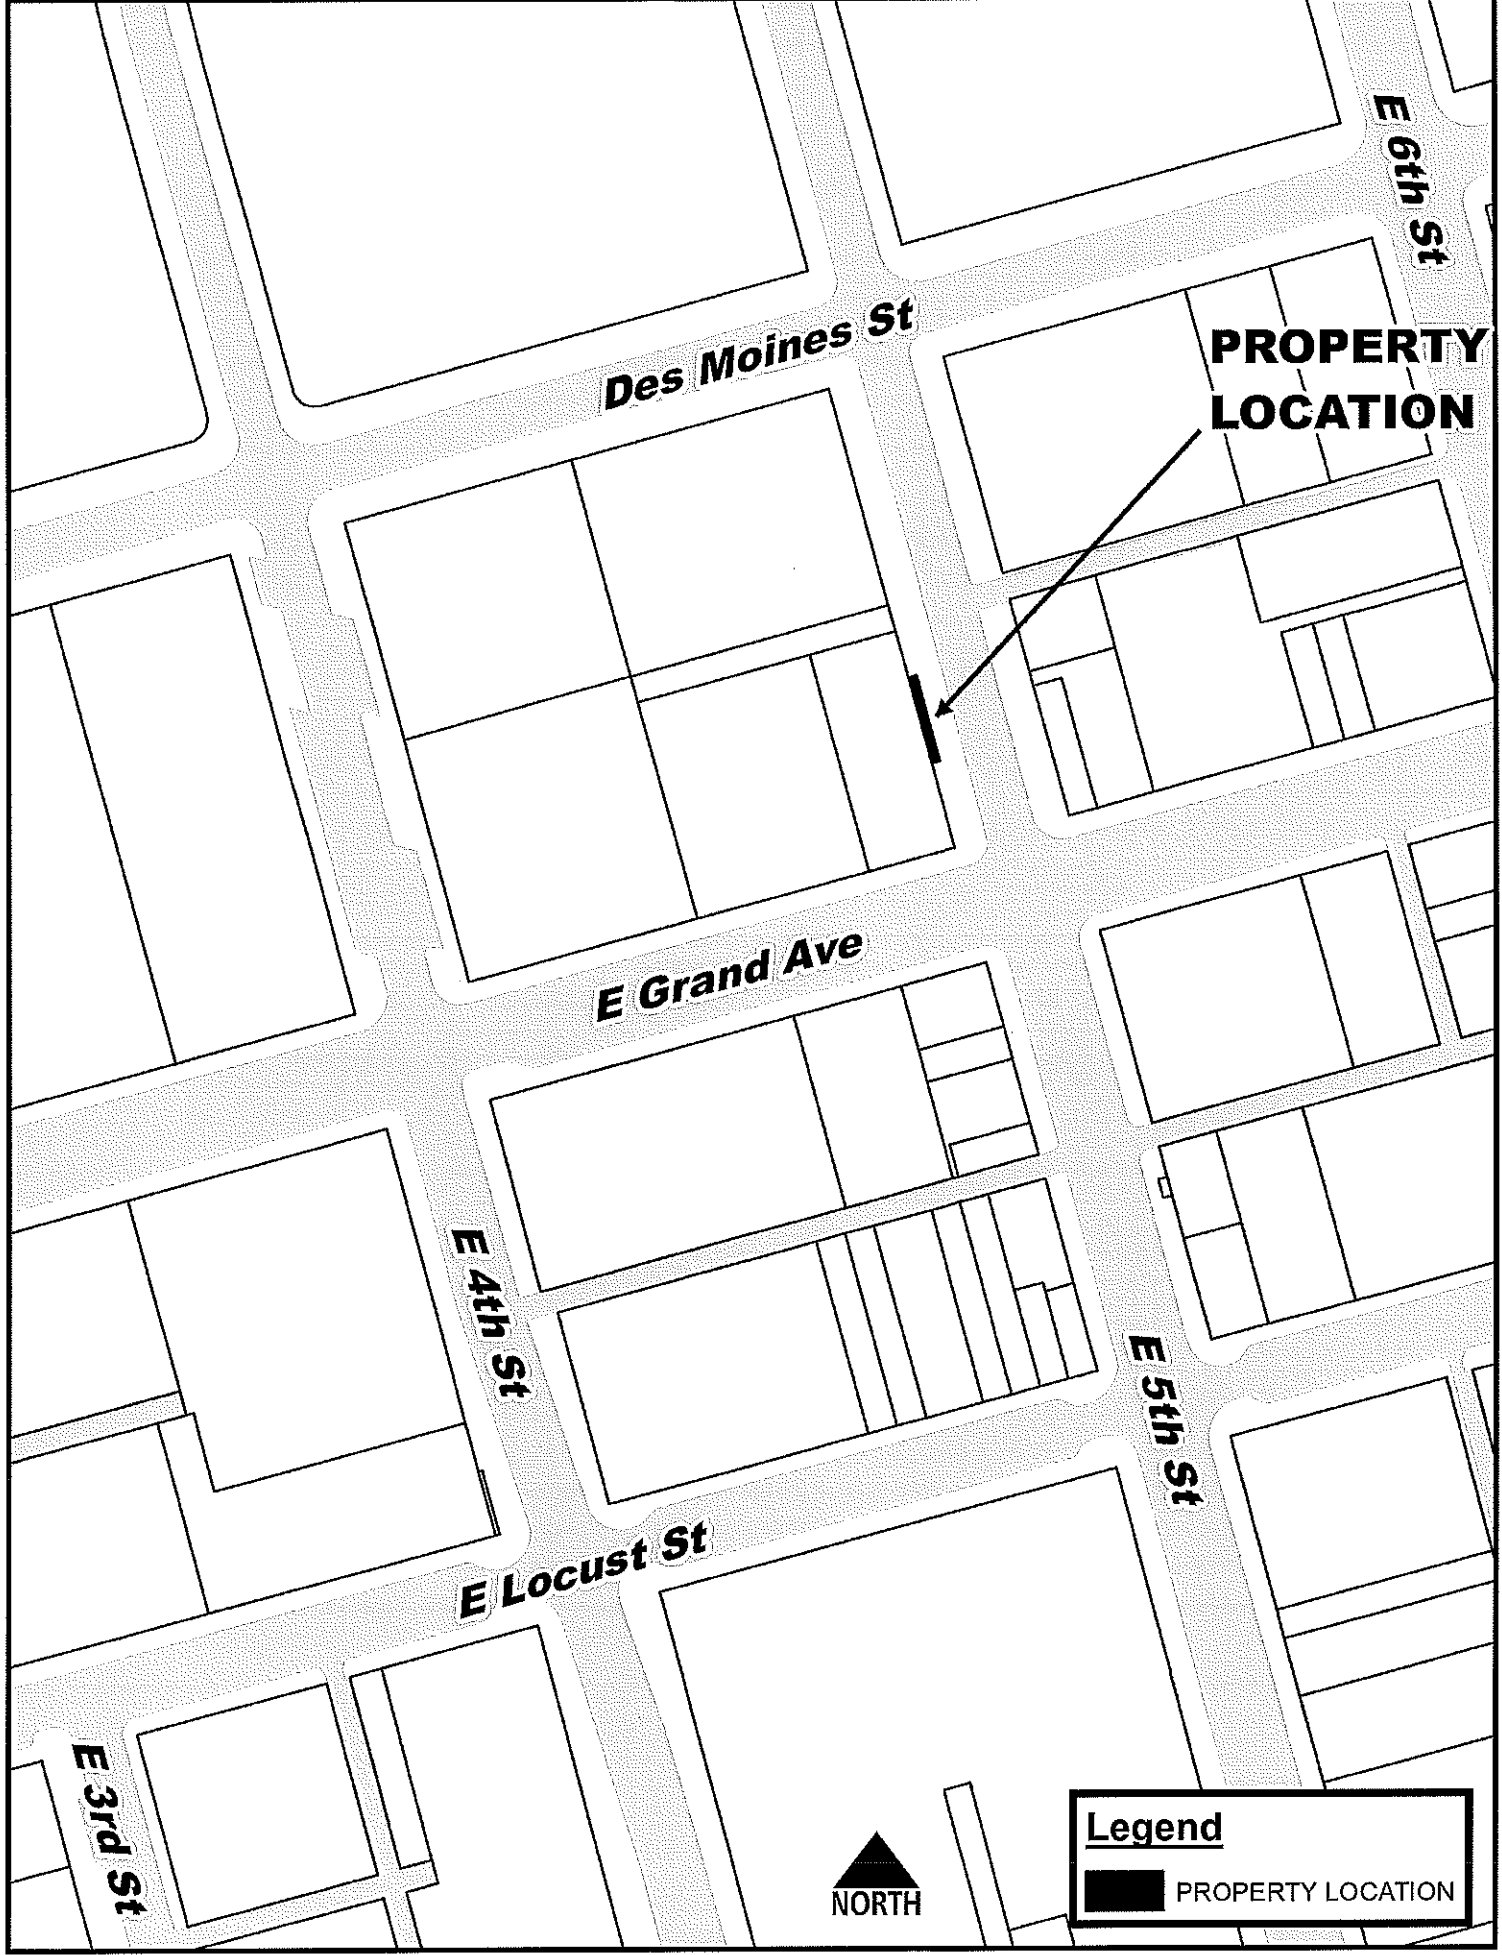 E 6th St
Des Moines St
PROPERTY
LOCATION
E Grand Ave
E 4th St
E 5th St
E Locust St
E 3rd St
NORTH
Legend
PROPERTY LOCATION